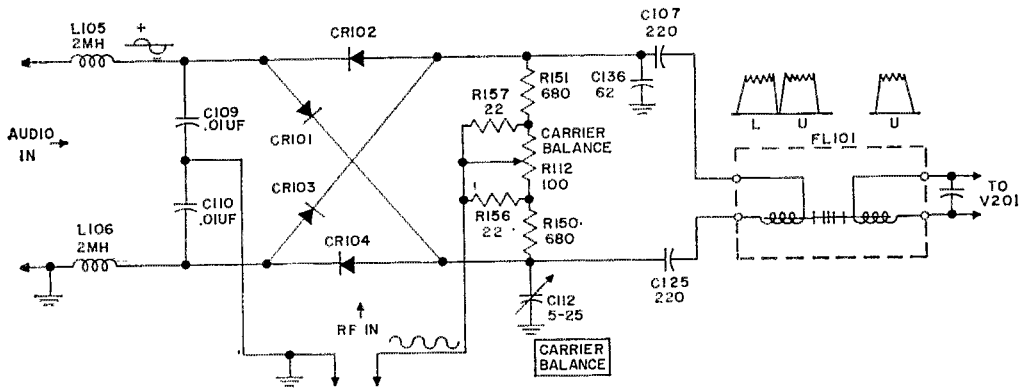 L105
2MH
+
CR102
C107
220
R157
22
R151
680
C136
62
C109
.01UF
AUDIO
IN
CR101
CARRIER
BALANCE
L
U
U
FL101
R112
100
CR103
C110
.01UF
R156
22
R150
680
TO
V201
L106
2MH
CR104
C125
220
RF IN
C112
5-25
CARRIER
BALANCE